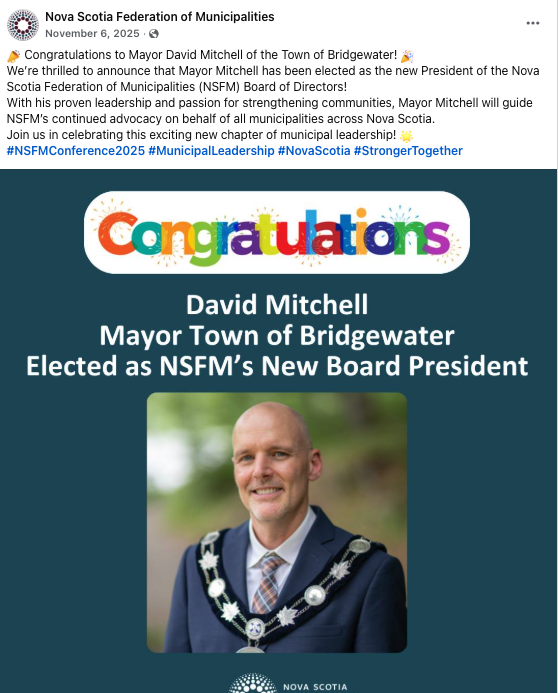 Nova Scotia Federation of Municipalities
November 6, 2025 ·
🎉 Congratulations to Mayor David Mitchell of the Town of Bridgewater! 🎉
We’re thrilled to announce that Mayor Mitchell has been elected as the new President of the Nova
Scotia Federation of Municipalities (NSFM) Board of Directors!
With his proven leadership and passion for strengthening communities, Mayor Mitchell will guide
NSFM’s continued advocacy on behalf of all municipalities across Nova Scotia.
Join us in celebrating this exciting new chapter of municipal leadership! 🌟
#NSFMConference2025 #MunicipalLeadership #NovaScotia #StrongerTogether
Congratulations
David Mitchell
Mayor Town of Bridgewater
Elected as NSFM’s New Board President
NOVA SCOTIA